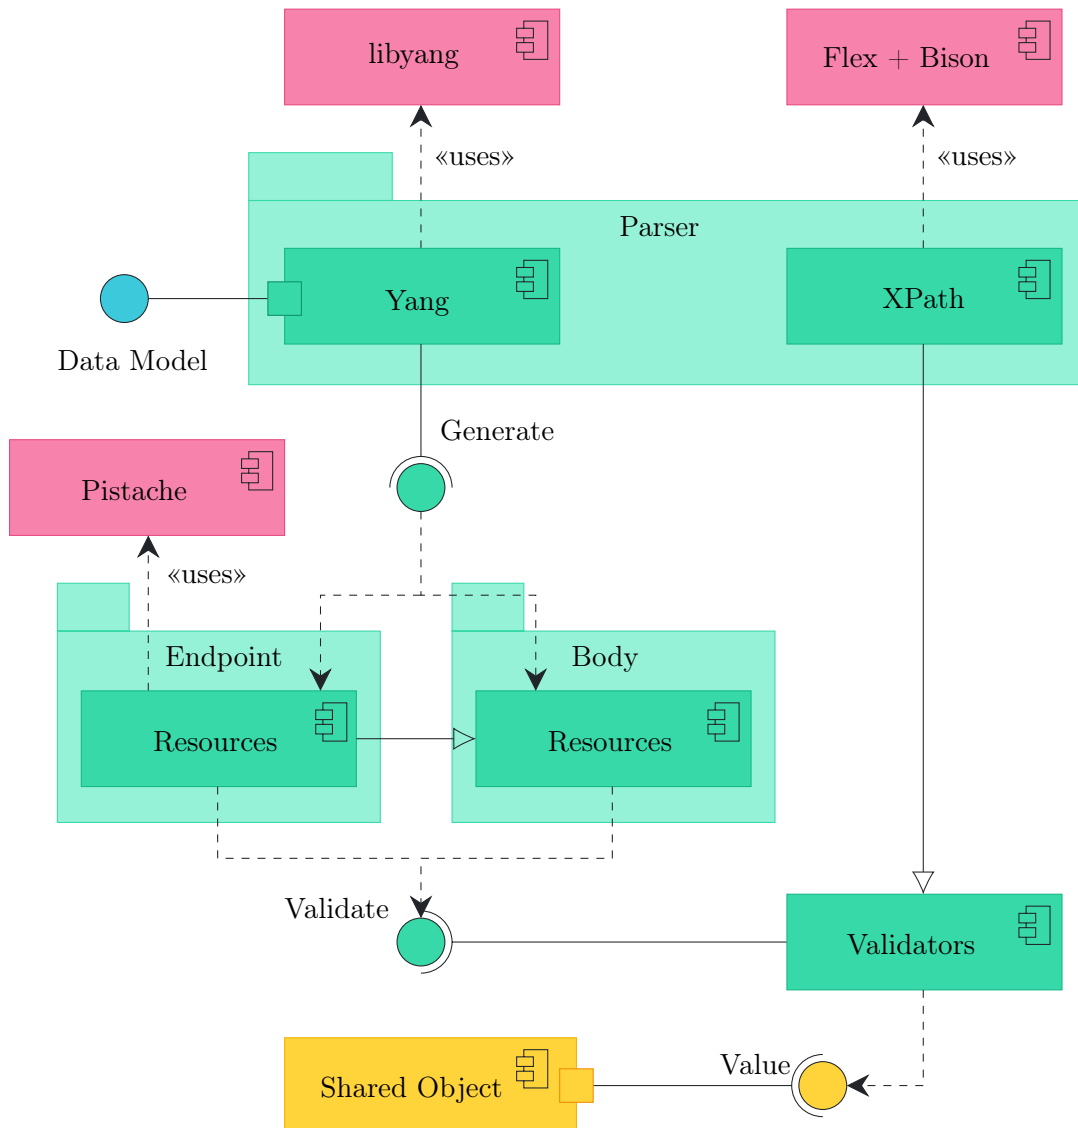 libyang
Flex + Bison
«uses»
«uses»
Parser
Yang
XPath
Data Model
Generate
Pistache
«uses»
Endpoint
Body
Resources
Resources
Validate
Validators
Value
Shared Object